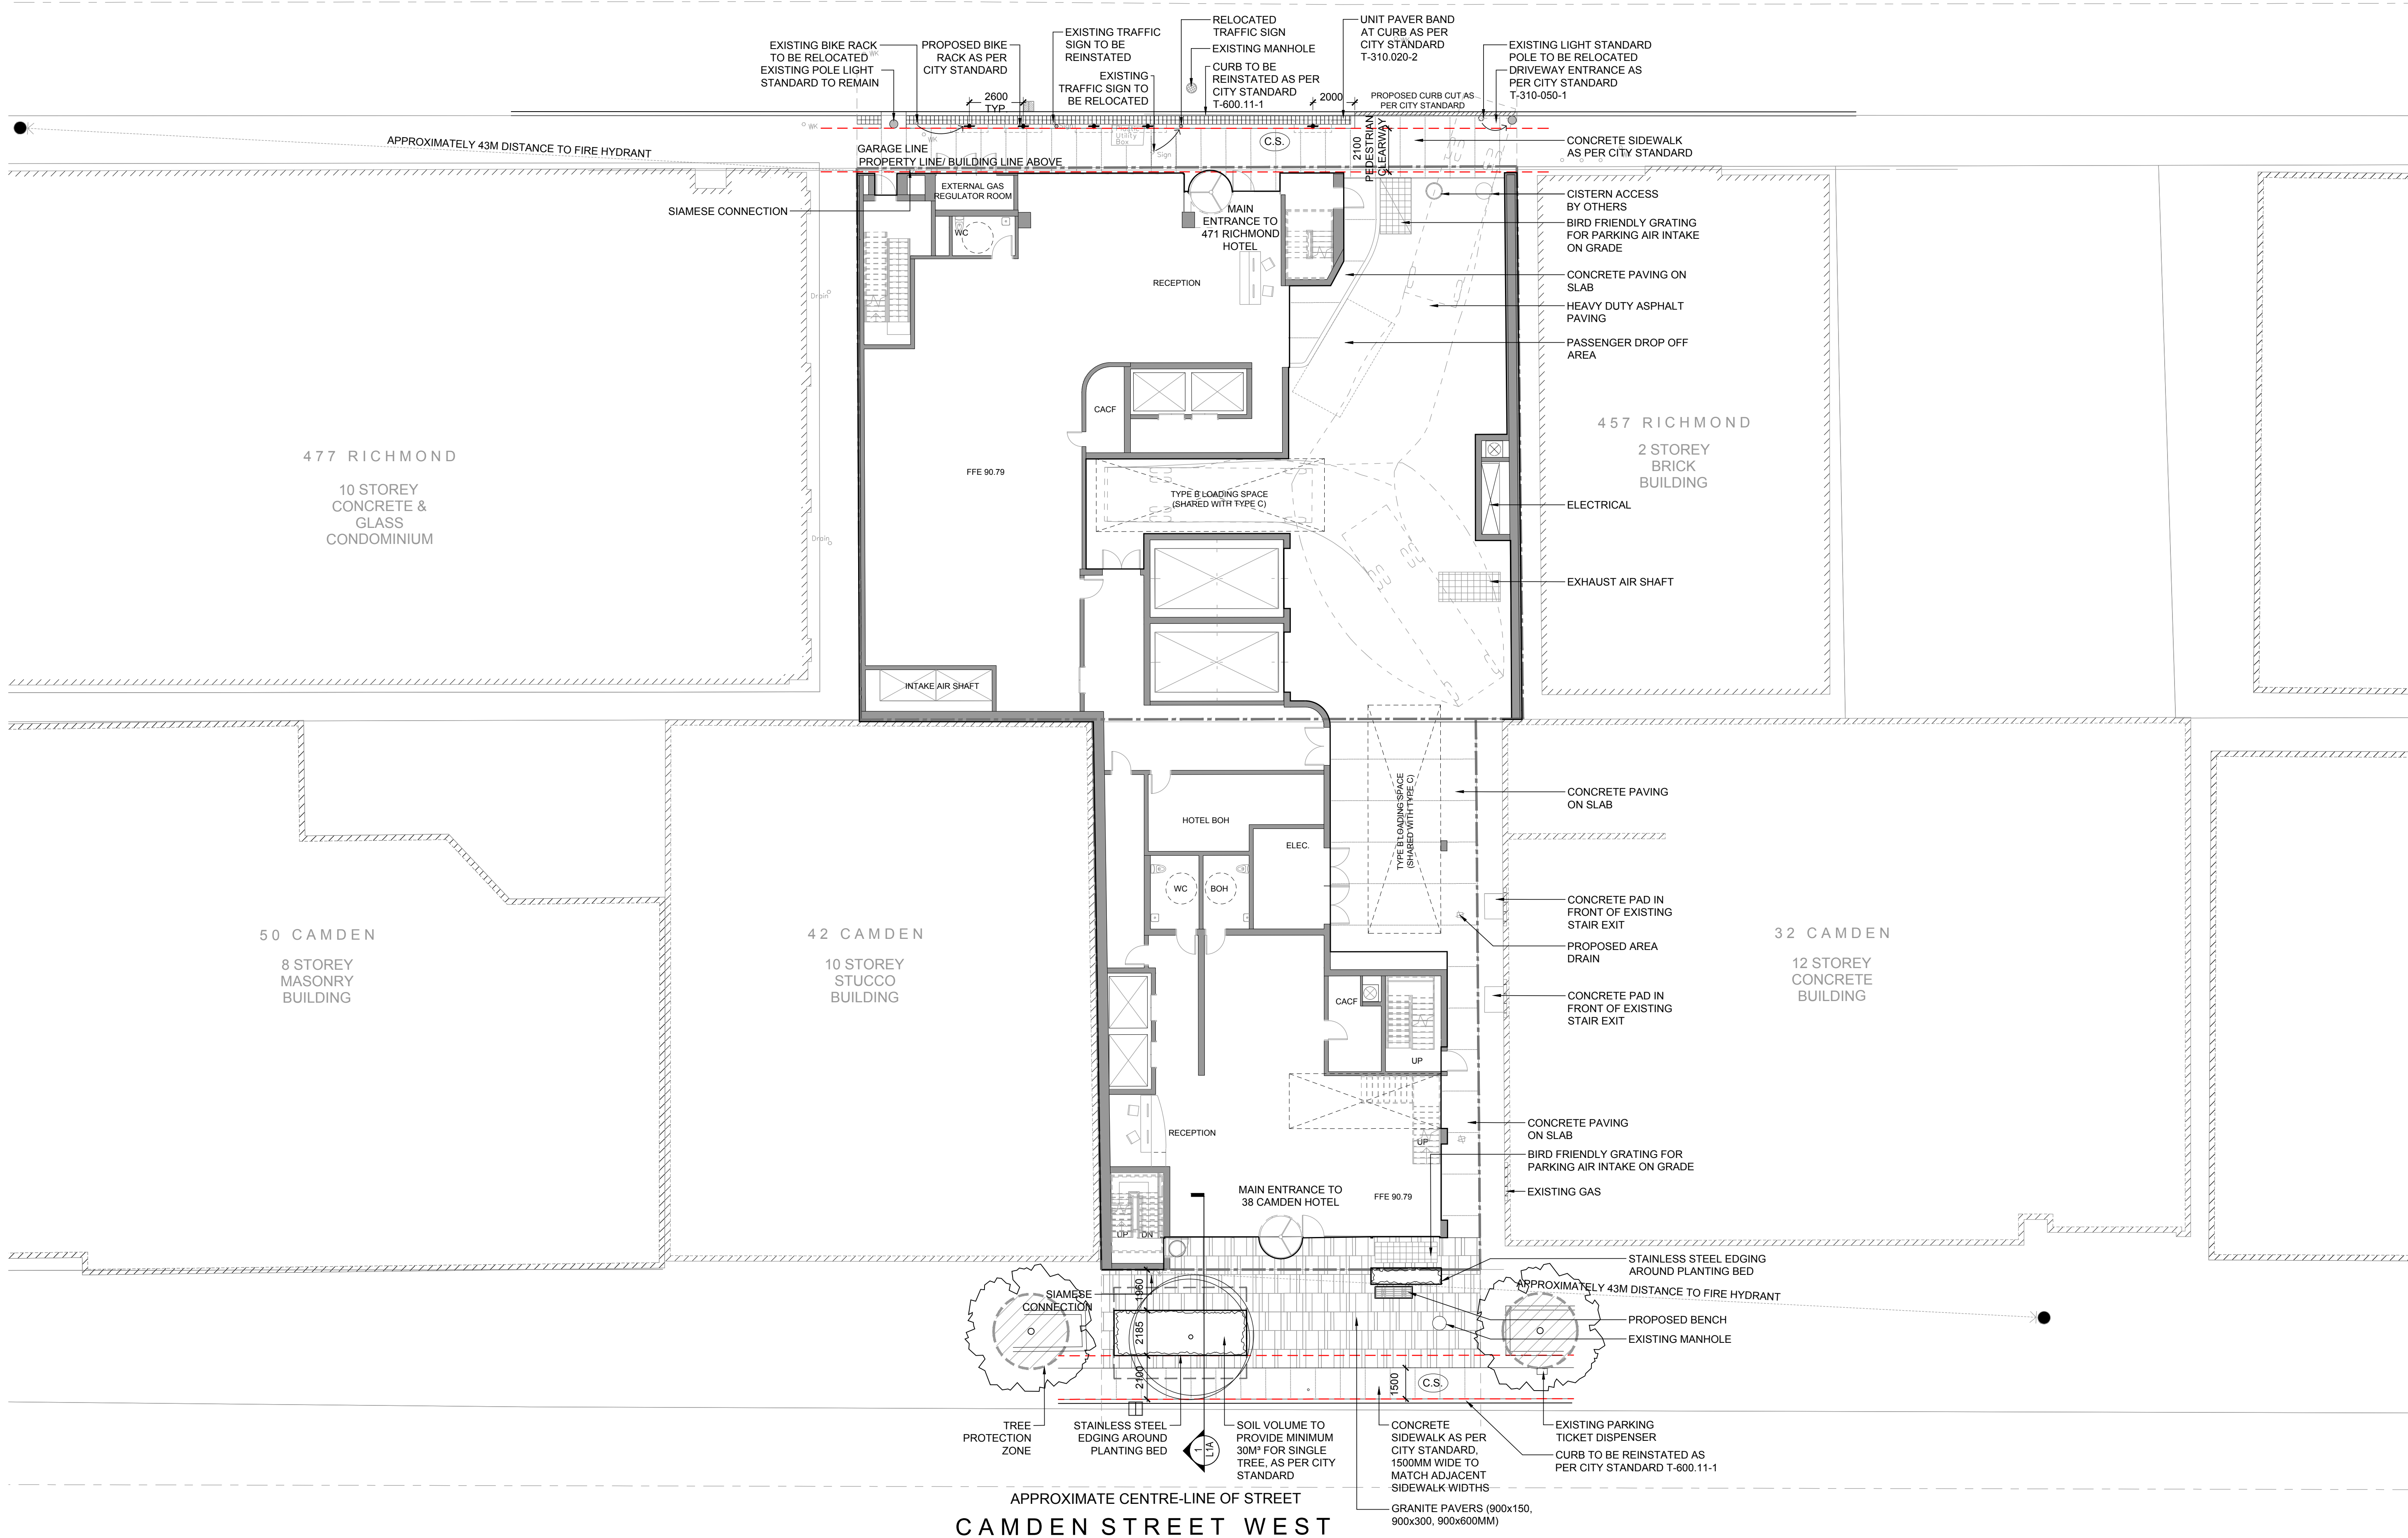 RELOCATED
TRAFFIC SIGN
EXISTING MANHOLE
CURB TO BE
REINSTATED AS PER
CITY STANDARD
T-600.11-1
UNIT PAVER BAND
AT CURB AS PER
CITY STANDARD
T-310.020-2
EXISTING TRAFFIC
SIGN TO BE
REINSTATED
EXISTING
TRAFFIC SIGN TO
BE RELOCATED
EXISTING BIKE RACK
TO BE RELOCATED
EXISTING POLE LIGHT
STANDARD TO REMAIN
PROPOSED BIKE
RACK AS PER
CITY STANDARD
EXISTING LIGHT STANDARD
POLE TO BE RELOCATED
DRIVEWAY ENTRANCE AS
PER CITY STANDARD
T-310-050-1
WK
2600
TYP.
2000
PROPOSED CURB CUT AS
PER CITY STANDARD
WK
WK
Utility
Box
Sign
C.S.
2100
PEDESTRIAN
CLEARWAY
APPROXIMATELY 43M DISTANCE TO FIRE HYDRANT
GARAGE LINE
PROPERTY LINE/ BUILDING LINE ABOVE
CONCRETE SIDEWALK
AS PER CITY STANDARD
SIAMESE CONNECTION
EXTERNAL GAS
REGULATOR ROOM
WC
MAIN
ENTRANCE TO
471 RICHMOND
HOTEL
RECEPTION
CISTERN ACCESS
BY OTHERS
BIRD FRIENDLY GRATING
FOR PARKING AIR INTAKE
ON GRADE
CONCRETE PAVING ON
SLAB
HEAVY DUTY ASPHALT
PAVING
PASSENGER DROP OFF
AREA
Drain
CACF
477 RICHMOND
10 STOREY
CONCRETE &
GLASS
CONDOMINIUM
FFE 90.79
457 RICHMOND
2 STOREY
BRICK
BUILDING
TYPE B LOADING SPACE
(SHARED WITH TYPE C)
ELECTRICAL
Drain
EXHAUST AIR SHAFT
INTAKE AIR SHAFT
TYPE B LOADING SPACE
(SHARED WITH TYPE C)
CONCRETE PAVING
ON SLAB
HOTEL BOH
ELEC.
WC
BOH
CONCRETE PAD IN
FRONT OF EXISTING
STAIR EXIT
PROPOSED AREA
DRAIN
CONCRETE PAD IN
FRONT OF EXISTING
STAIR EXIT
50 CAMDEN
8 STOREY
MASONRY
BUILDING
42 CAMDEN
10 STOREY
STUCCO
BUILDING
32 CAMDEN
12 STOREY
CONCRETE
BUILDING
CACF
UP
RECEPTION
UP
CONCRETE PAVING
ON SLAB
BIRD FRIENDLY GRATING FOR
PARKING AIR INTAKE ON GRADE
EXISTING GAS
MAIN ENTRANCE TO
38 CAMDEN HOTEL
FFE 90.79
UP
DN
STAINLESS STEEL EDGING
AROUND PLANTING BED
APPROXIMATELY 43M DISTANCE TO FIRE HYDRANT
PROPOSED BENCH
EXISTING MANHOLE
SIAMESE
CONNECTION
1960
2185
2100
1500
C.S.
TREE
PROTECTION
ZONE
STAINLESS STEEL
EDGING AROUND
PLANTING BED
1
L1A
SOIL VOLUME TO
PROVIDE MINIMUM
30M³ FOR SINGLE
TREE, AS PER CITY
STANDARD
CONCRETE
SIDEWALK AS PER
CITY STANDARD,
1500MM WIDE TO
MATCH ADJACENT
SIDEWALK WIDTHS
EXISTING PARKING
TICKET DISPENSER
CURB TO BE REINSTATED AS
PER CITY STANDARD T-600.11-1
GRANITE PAVERS (900x150,
900x300, 900x600MM)
APPROXIMATE CENTRE-LINE OF STREET
CAMDEN STREET WEST